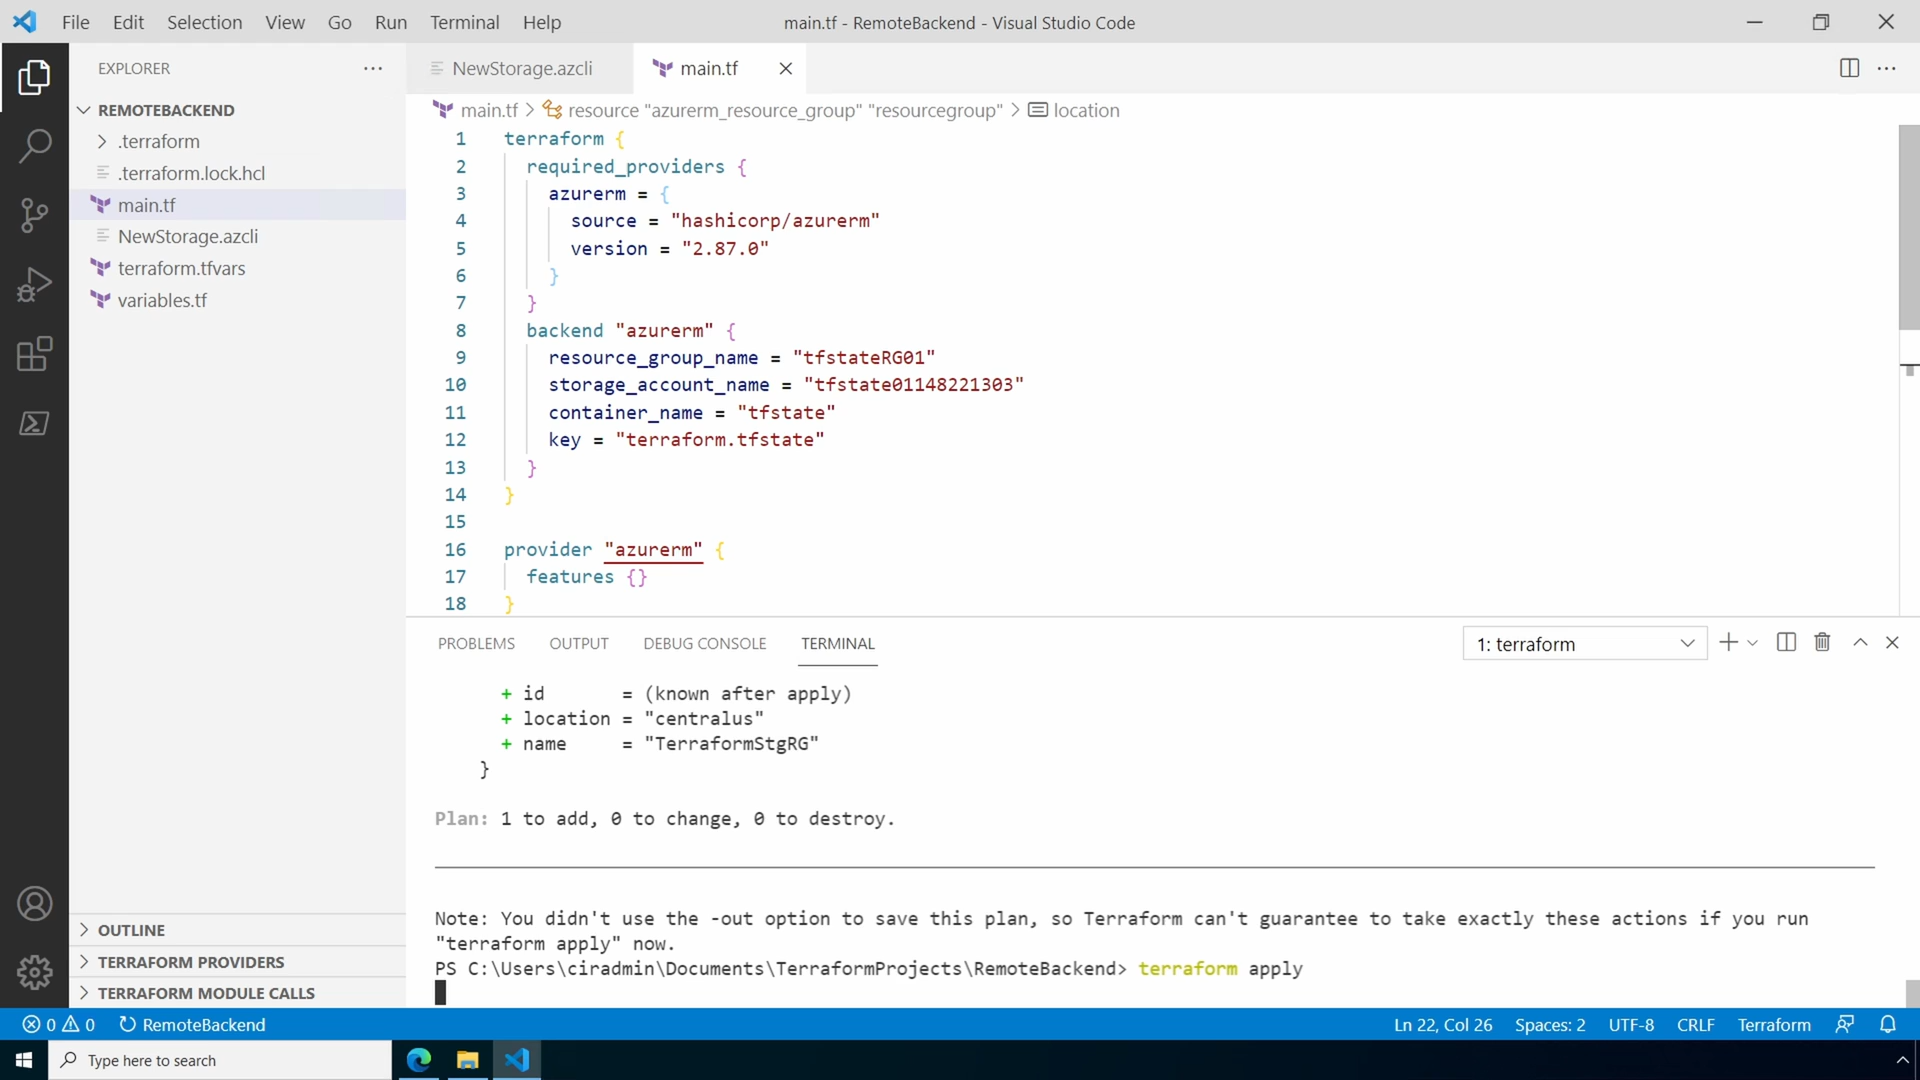 File Edit Selection View Go Run Terminal Help
main.tf - RemoteBackend - Visual Studio Code
EXPLORER
REMOTEBACKEND
.terraform
.terraform.lock.hcl
main.tf
NewStorage.azcli
terraform.tfvars
variables.tf
OUTLINE
TERRAFORM PROVIDERS
TERRAFORM MODULE CALLS
NewStorage.azcli
main.tf
main.tf > resource "azurerm_resource_group" "resourcegroup" > location
1 terraform {
2 required_providers {
3 azurerm = {
4 source = "hashicorp/azurerm"
5 version = "2.87.0"
6 }
7 }
8 backend "azurerm" {
9 resource_group_name = "tfstateRG01"
10 storage_account_name = "tfstate01148221303"
11 container_name = "tfstate"
12 key = "terraform.tfstate"
13 }
14 }
15
16 provider "azurerm" {
17 features {}
18 }
PROBLEMS OUTPUT DEBUG CONSOLE TERMINAL
1: terraform
+ id = (known after apply)
+ location = "centralus"
+ name = "TerraformStgRG"
}
Plan: 1 to add, 0 to change, 0 to destroy.
Note: You didn't use the -out option to save this plan, so Terraform can't guarantee to take exactly these actions if you run
"terraform apply" now.
PS C:\Users\ciradmin\Documents\TerraformProjects\RemoteBackend> terraform apply
0 0 RemoteBackend
Ln 22, Col 26 Spaces: 2 UTF-8 CRLF Terraform
Type here to search